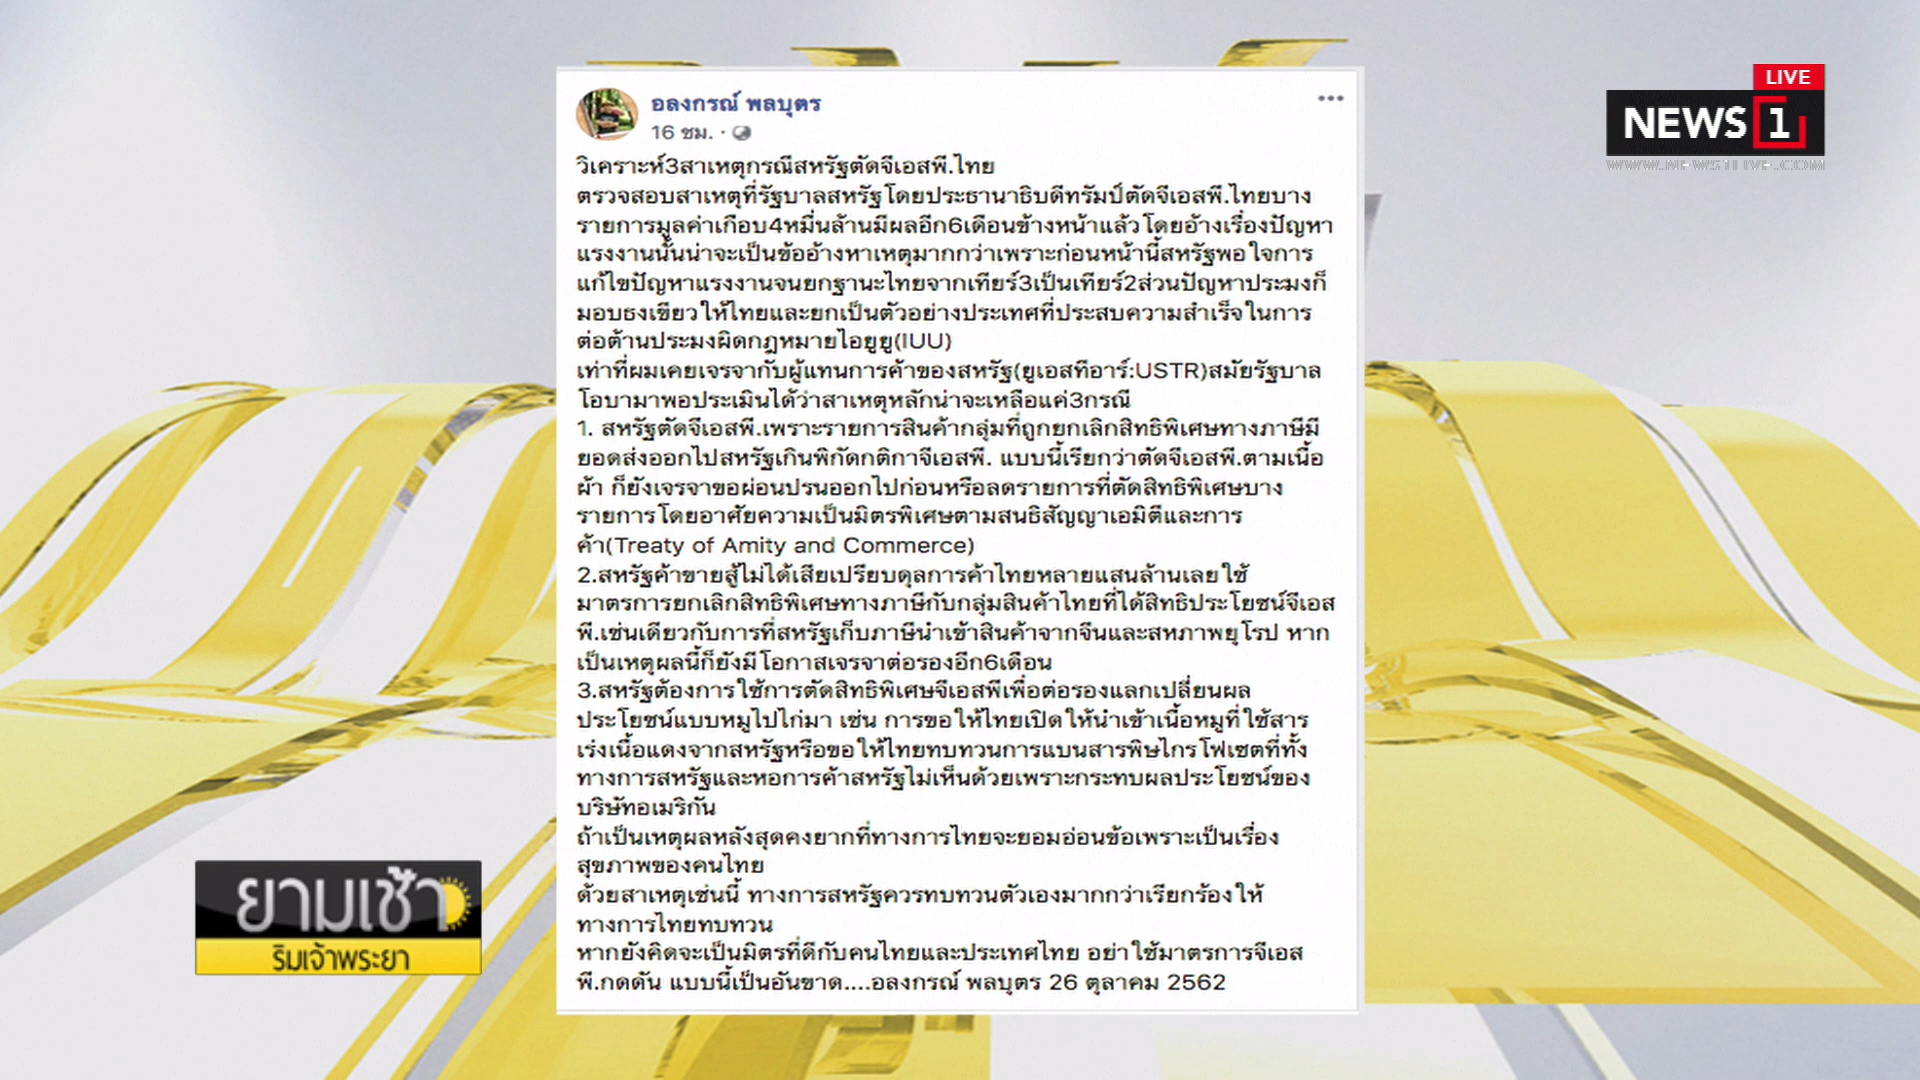 LIVE
NEWS 1
WWW.NEWS1LIVE.COM
อลงกรณ์ พลบุตร
16 ชม. ·
วิเคราะห์3สาเหตุกรณีสหรัฐตัดจีเอสพี.ไทย
ตรวจสอบสาเหตุที่รัฐบาลสหรัฐโดยประธานาธิบดีทรัมป์ตัดจีเอสพี.ไทยบาง
รายการมูลค่าเกือบ4หมื่นล้านมีผลอีก6เดือนข้างหน้าแล้วโดยอ้างเรื่องปัญหา
แรงงานนั้นน่าจะเป็นข้ออ้างหาเหตุมากกว่าเพราะก่อนหน้านี้สหรัฐพอใจการ
แก้ไขปัญหาแรงงานจนยกฐานะไทยจากเทียร์3เป็นเทียร์2ส่วนปัญหาประมงก็
มอบธงเขียวให้ไทยและยกเป็นตัวอย่างประเทศที่ประสบความสำเร็จในการ
ต่อต้านประมงผิดกฎหมายไอยูยู(IUU)
เท่าที่ผมเคยเจรจากับผู้แทนการค้าของสหรัฐ(ยูเอสทีอาร์:USTR)สมัยรัฐบาล
โอบามาพอประเมินได้ว่าสาเหตุหลักน่าจะเหลือแค่3กรณี
1. สหรัฐตัดจีเอสพี.เพราะรายการสินค้ากลุ่มที่ถูกยกเลิกสิทธิพิเศษทางภาษีมี
ยอดส่งออกไปสหรัฐเกินพิกัดกติกาจีเอสพี. แบบนี้เรียกว่าตัดจีเอสพี.ตามเนื้อ
ผ้า ก็ยังเจรจาขอผ่อนปรนออกไปก่อนหรือลดรายการที่ตัดสิทธิพิเศษบาง
รายการโดยอาศัยความเป็นมิตรพิเศษตามสนธิสัญญาเอมิตีและการ
ค้า(Treaty of Amity and Commerce)
2.สหรัฐค้าขายสู้ไม่ได้เสียเปรียบดุลการค้าไทยหลายแสนล้านเลยใช้
มาตรการยกเลิกสิทธิพิเศษทางภาษีกับกลุ่มสินค้าไทยที่ได้สิทธิประโยชน์จีเอส
พี.เช่นเดียวกับการที่สหรัฐเก็บภาษีนำเข้าสินค้าจากจีนและสหภาพยุโรป หาก
เป็นเหตุผลนี้ก็ยังมีโอกาสเจรจาต่อรองอีก6เดือน
3.สหรัฐต้องการใช้การตัดสิทธิพิเศษจีเอสพีเพื่อต่อรองแลกเปลี่ยนผล
ประโยชน์แบบหมูไปไก่มา เช่น การขอให้ไทยเปิดให้นำเข้าเนื้อหมูที่ใช้สาร
เร่งเนื้อแดงจากสหรัฐหรือขอให้ไทยทบทวนการแบนสารพิษไกรโฟเซตที่ทั้ง
ทางการสหรัฐและหอการค้าสหรัฐไม่เห็นด้วยเพราะกระทบผลประโยชน์ของ
บริษัทอเมริกัน
ถ้าเป็นเหตุผลหลังสุดคงยากที่ทางการไทยจะยอมอ่อนข้อเพราะเป็นเรื่อง
สุขภาพของคนไทย
ด้วยสาเหตุเช่นนี้ ทางการสหรัฐควรทบทวนตัวเองมากกว่าเรียกร้องให้
ทางการไทยทบทวน
หากยังคิดจะเป็นมิตรที่ดีกับคนไทยและประเทศไทย อย่าใช้มาตรการจีเอส
พี.กดดัน แบบนี้เป็นอันขาด....อลงกรณ์ พลบุตร 26 ตุลาคม 2562
ยามเช้า
ริมเจ้าพระยา